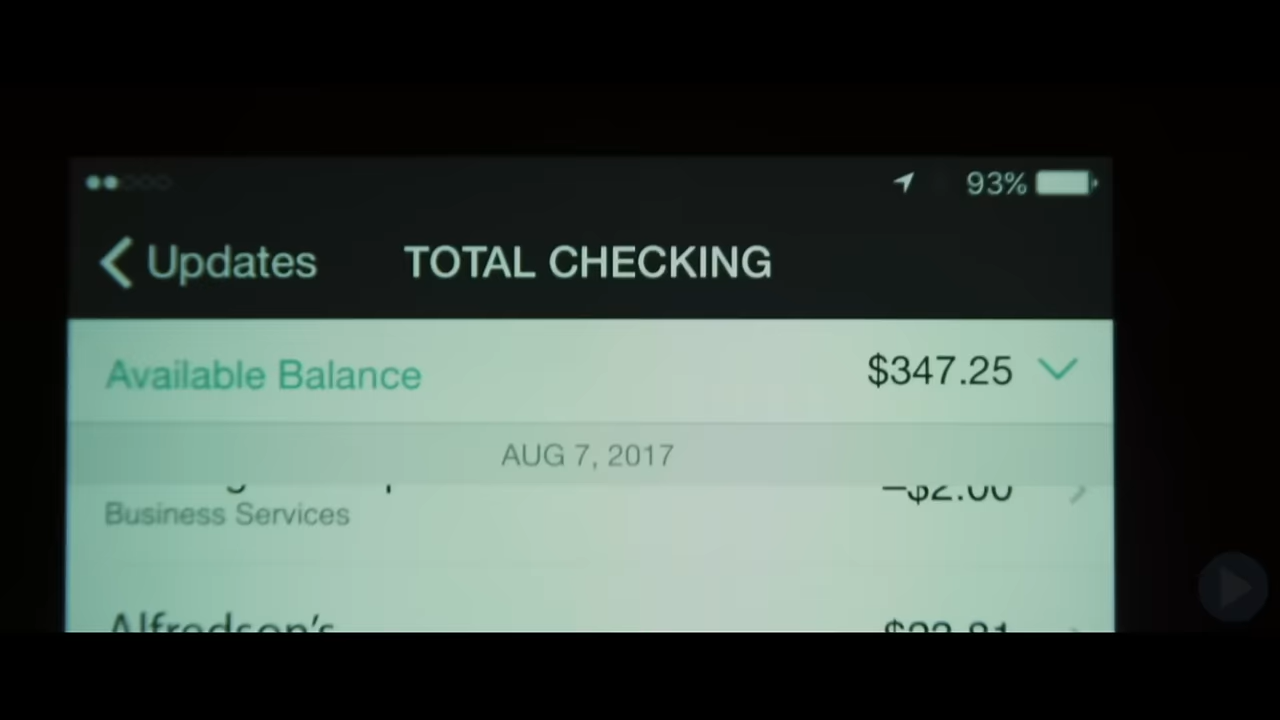 93%
Updates TOTAL CHECKING
Available Balance $347.25
AUG 7, 2017
Business Services